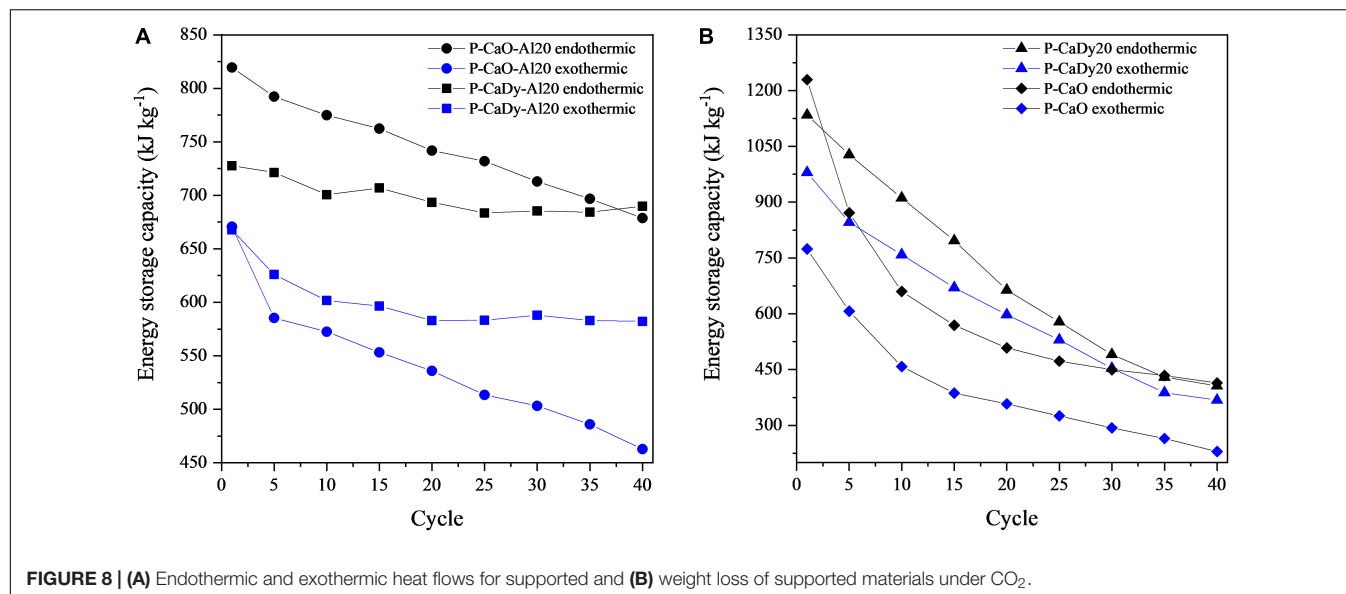 A
P-CaO-Al20 endothermic
P-CaO-Al20 exothermic
P-CaDy-Al20 endothermic
P-CaDy-Al20 exothermic
Energy storage capacity (kJ kg⁻¹)
850
800
750
700
650
600
550
500
450
0 5 10 15 20 25 30 35 40
Cycle
B
P-CaDy20 endothermic
P-CaDy20 exothermic
P-CaO endothermic
P-CaO exothermic
Energy storage capacity (kJ kg⁻¹)
1350
1200
1050
900
750
600
450
300
0 5 10 15 20 25 30 35 40
Cycle
FIGURE 8 | (A) Endothermic and exothermic heat flows for supported and (B) weight loss of supported materials under CO₂.